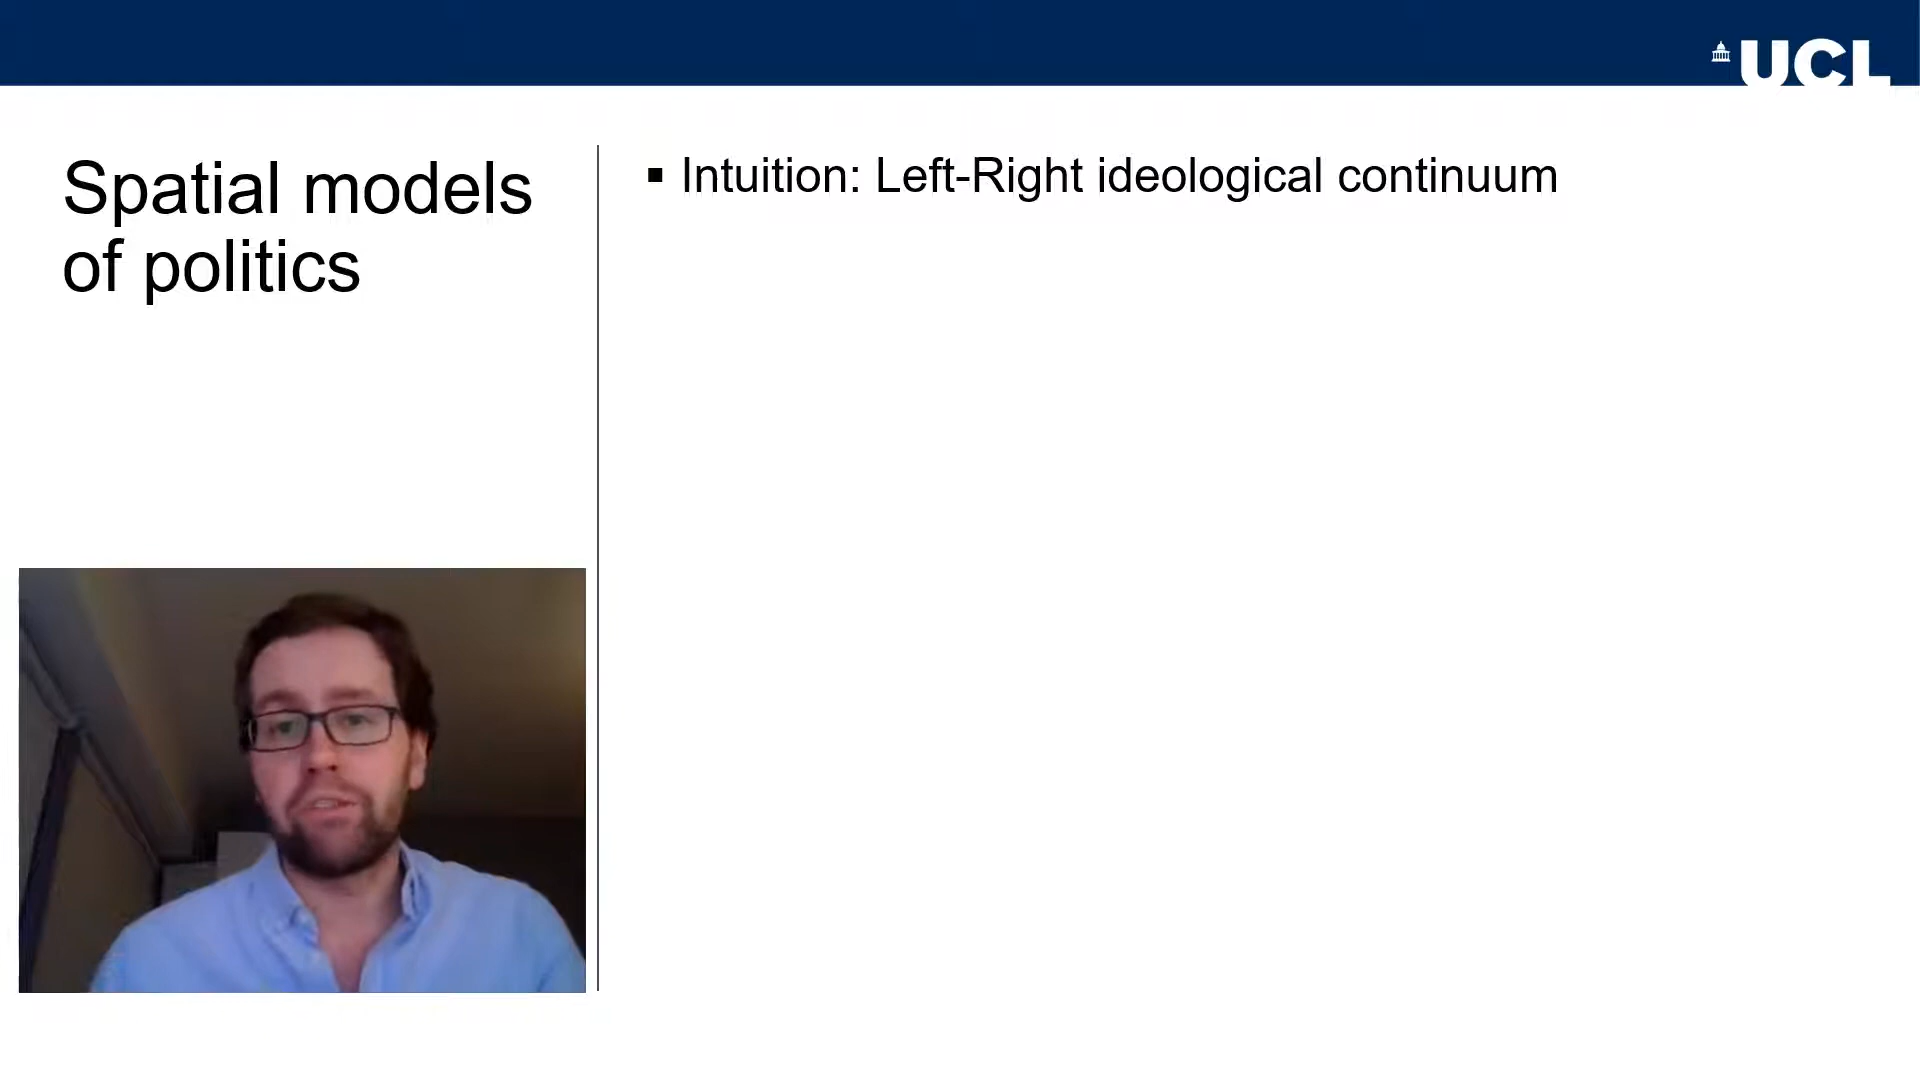 UCL
Spatial models
of politics
▪ Intuition: Left-Right ideological continuum